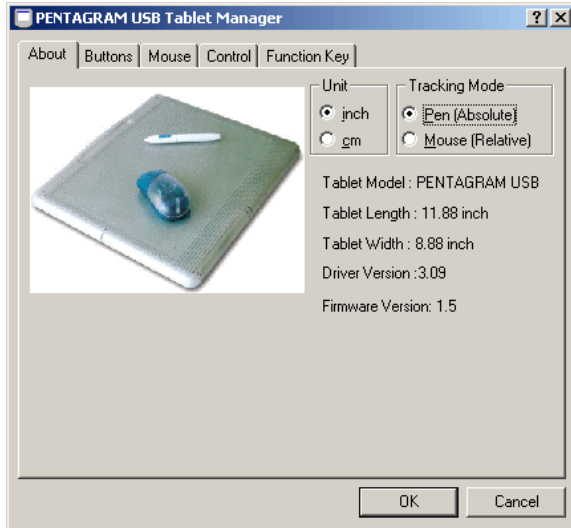 PENTAGRAM USB Tablet Manager
About Buttons Mouse Control Function Key
Unit
inch
cm
Tracking Mode
Pen (Absolute)
Mouse (Relative)
Tablet Model : PENTAGRAM USB
Tablet Length : 11.88 inch
Tablet Width : 8.88 inch
Driver Version :3.09
Firmware Version: 1.5
OK Cancel